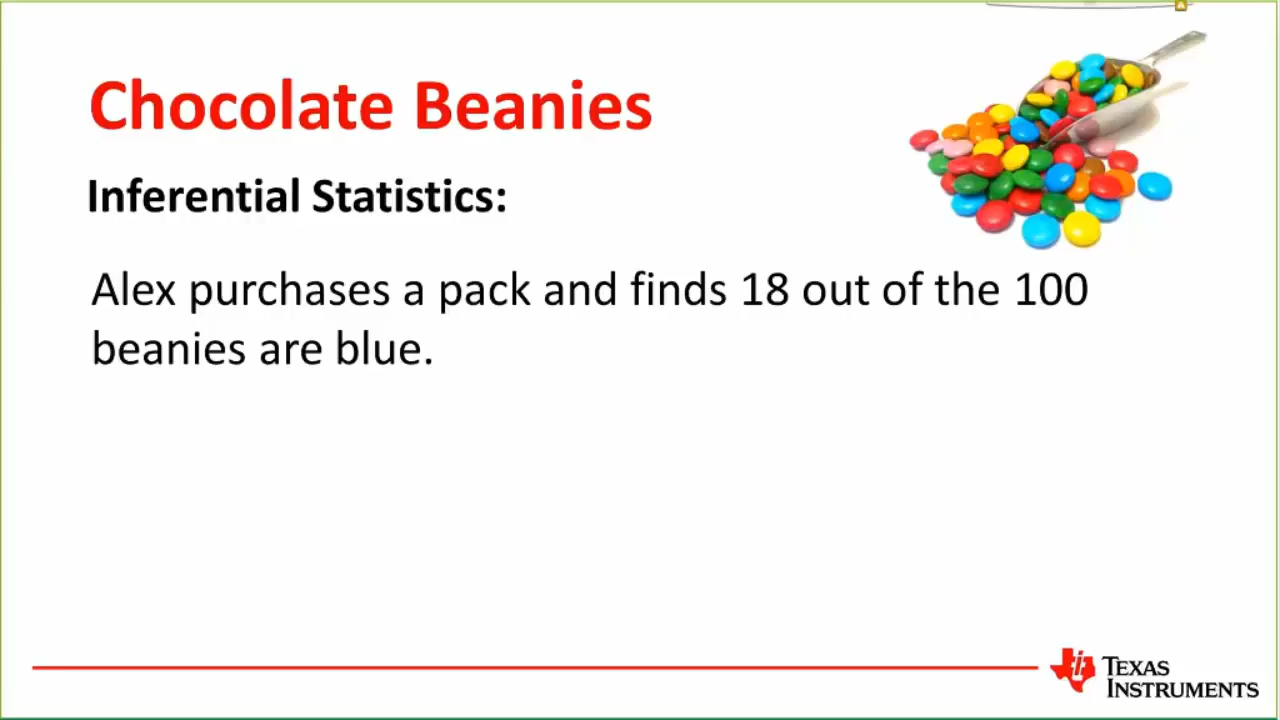 Chocolate Beanies
Inferential Statistics:
Alex purchases a pack and finds 18 out of the 100
beanies are blue.
TEXAS
INSTRUMENTS